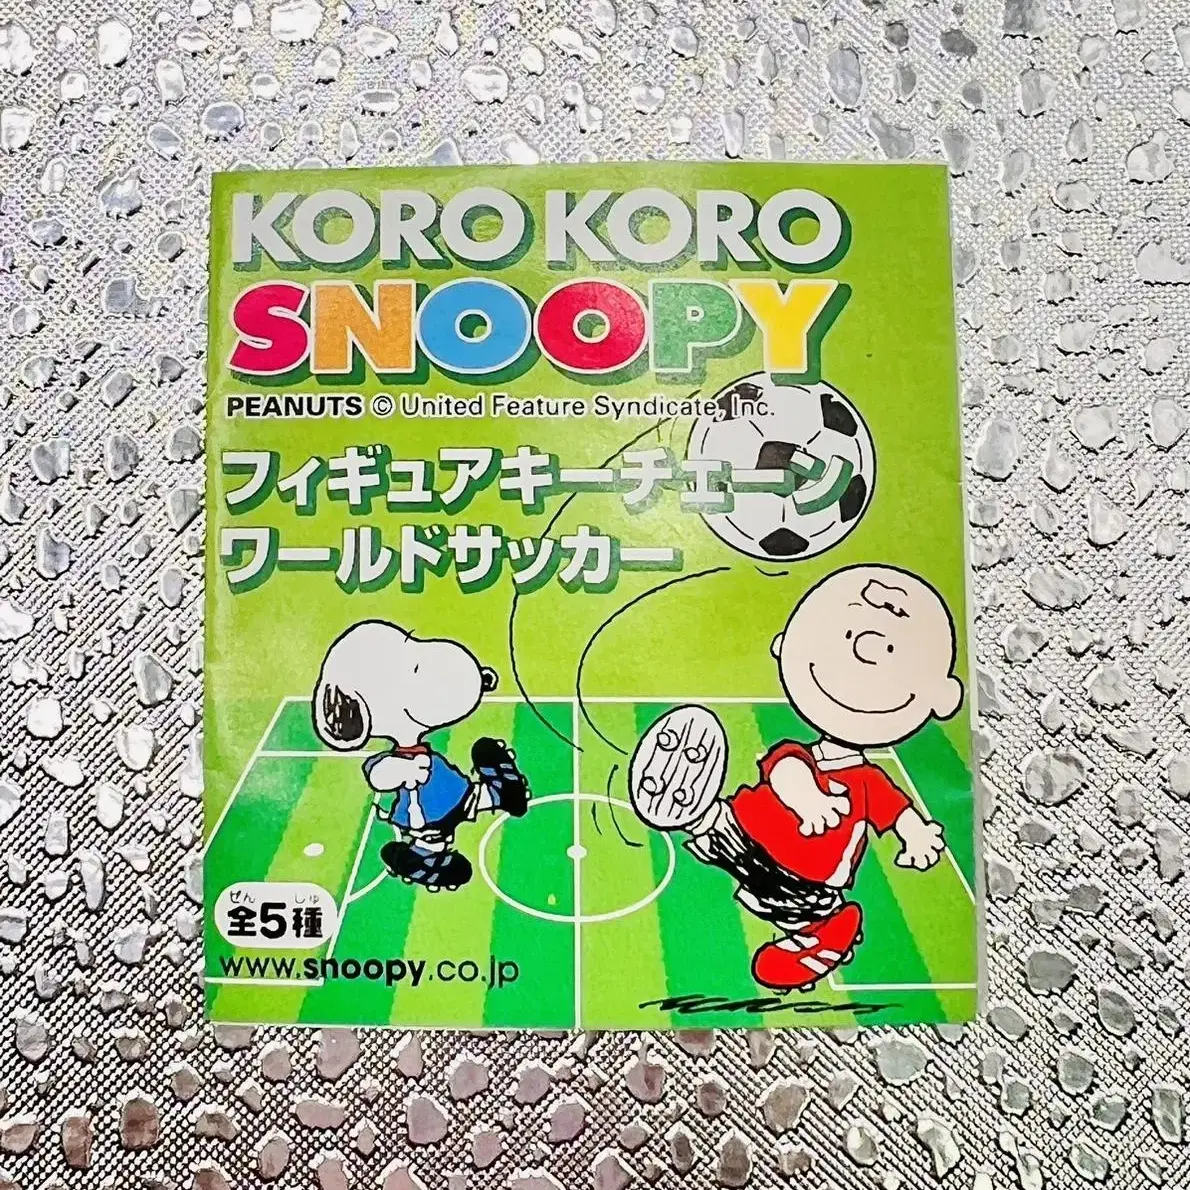 KORO KORO
SNOOPY
PEANUTS © United Feature Syndicate, Inc.
フィギュアキーチェーン
ワールドサッカー
ぜん しゅ
全5種
www.snoopy.co.jp